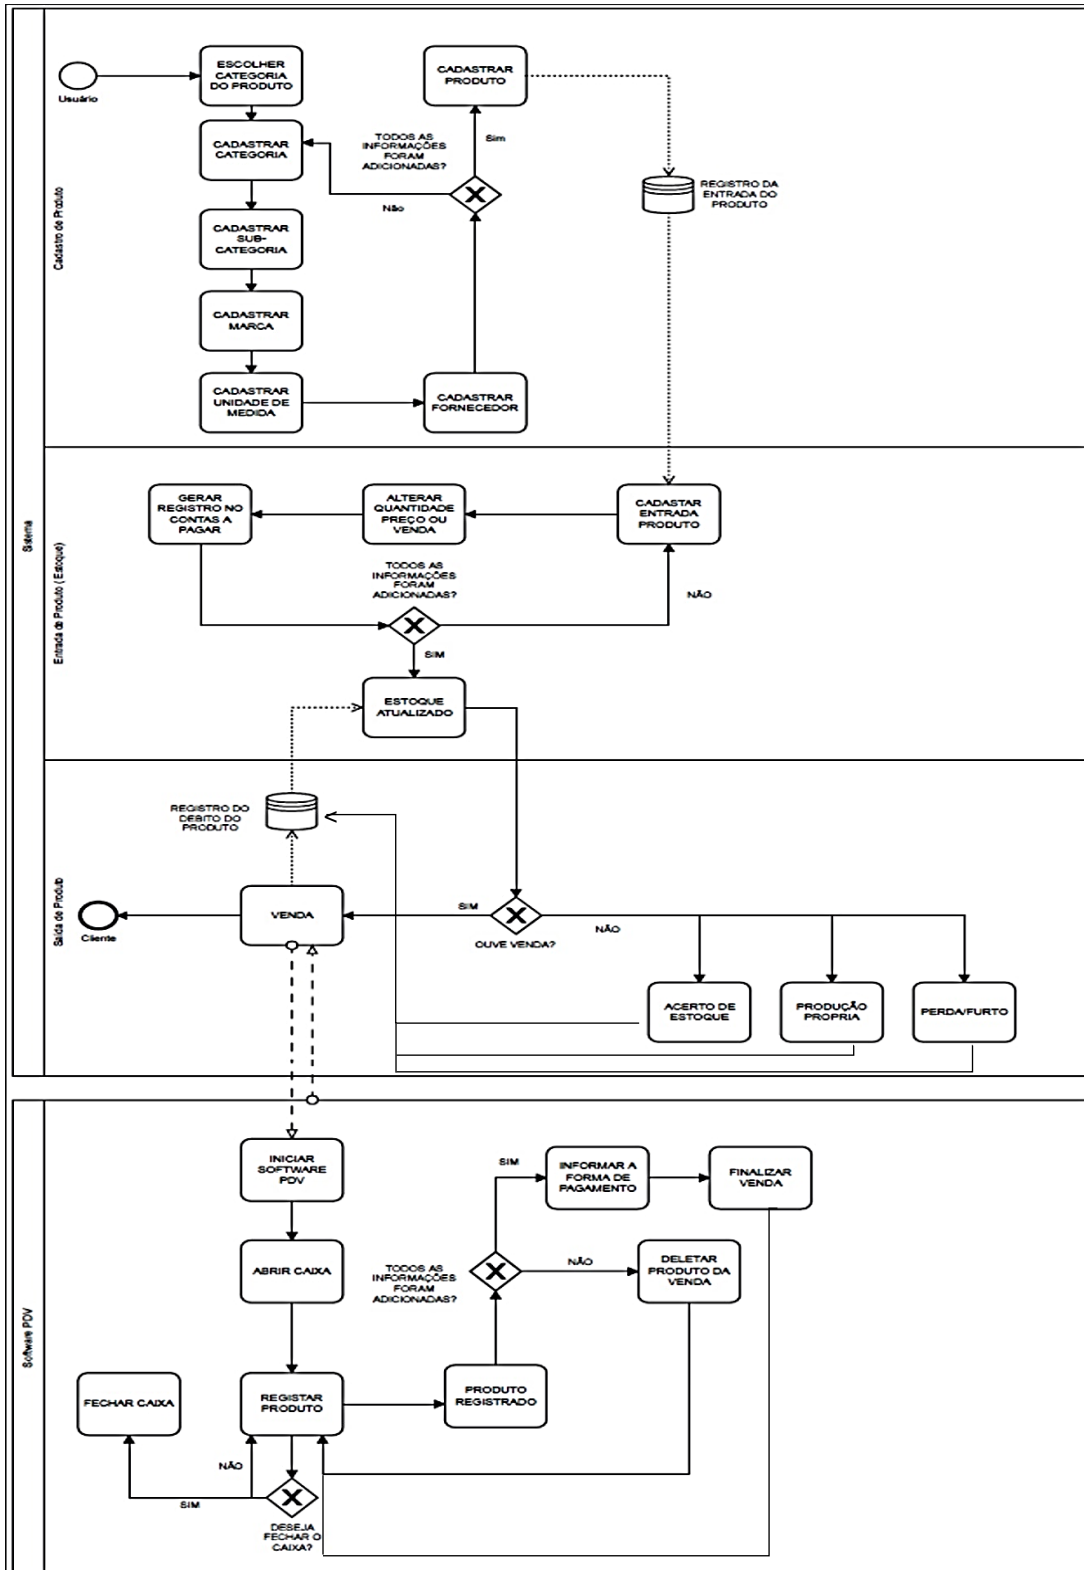 Sistema
Cadastro de Produto
Usuário
ESCOLHER
CATEGORIA
DO PRODUTO
CADASTRAR
CATEGORIA
CADASTRAR
SUB-
CATEGORIA
CADASTRAR
MARCA
CADASTRAR
UNIDADE DE
MEDIDA
CADASTRAR
FORNECEDOR
TODOS AS
INFORMAÇÕES
FORAM
ADICIONADAS?
Não
Sim
CADASTRAR
PRODUTO
REGISTRO DA
ENTRADA DO
PRODUTO
Entrada de Produto ( Estoque)
CADASTAR
ENTRADA
PRODUTO
ALTERAR
QUANTIDADE
PREÇO OU
VENDA
GERAR
REGISTRO NO
CONTAS A
PAGAR
TODOS AS
INFORMAÇÕES
FORAM
ADICIONADAS?
NÃO
SIM
ESTOQUE
ATUALIZADO
Saída de Produto
REGISTRO DO
DEBITO DO
PRODUTO
Cliente
VENDA
SIM
OUVE VENDA?
NÃO
ACERTO DE
ESTOQUE
PRODUÇÃO
PROPRIA
PERDA/FURTO
Software PDV
INICIAR
SOFTWARE
PDV
ABRIR CAIXA
REGISTAR
PRODUTO
PRODUTO
REGISTRADO
TODOS AS
INFORMAÇÕES
FORAM
ADICIONADAS?
SIM
INFORMAR A
FORMA DE
PAGAMENTO
FINALIZAR
VENDA
NÃO
DELETAR
PRODUTO DA
VENDA
FECHAR CAIXA
NÃO
SIM
DESEJA
FECHAR O
CAIXA?